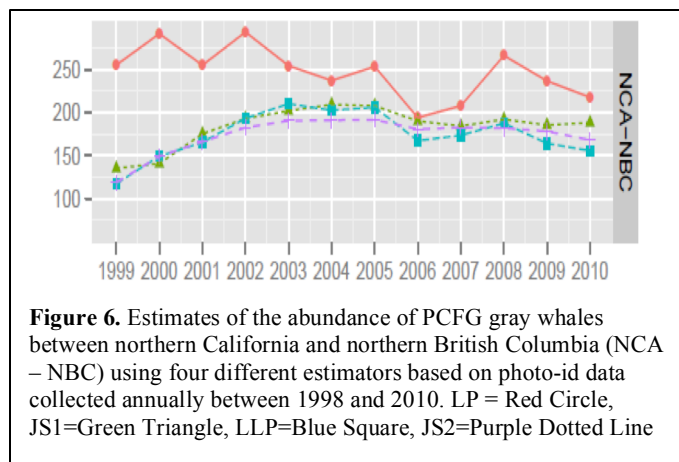 250
200
150
100
NCA−NBC
1999 2000 2001 2002 2003 2004 2005 2006 2007 2008 2009 2010
Figure 6. Estimates of the abundance of PCFG gray whales
between northern California and northern British Columbia (NCA
– NBC) using four different estimators based on photo-id data
collected annually between 1998 and 2010. LP = Red Circle,
JS1=Green Triangle, LLP=Blue Square, JS2=Purple Dotted Line